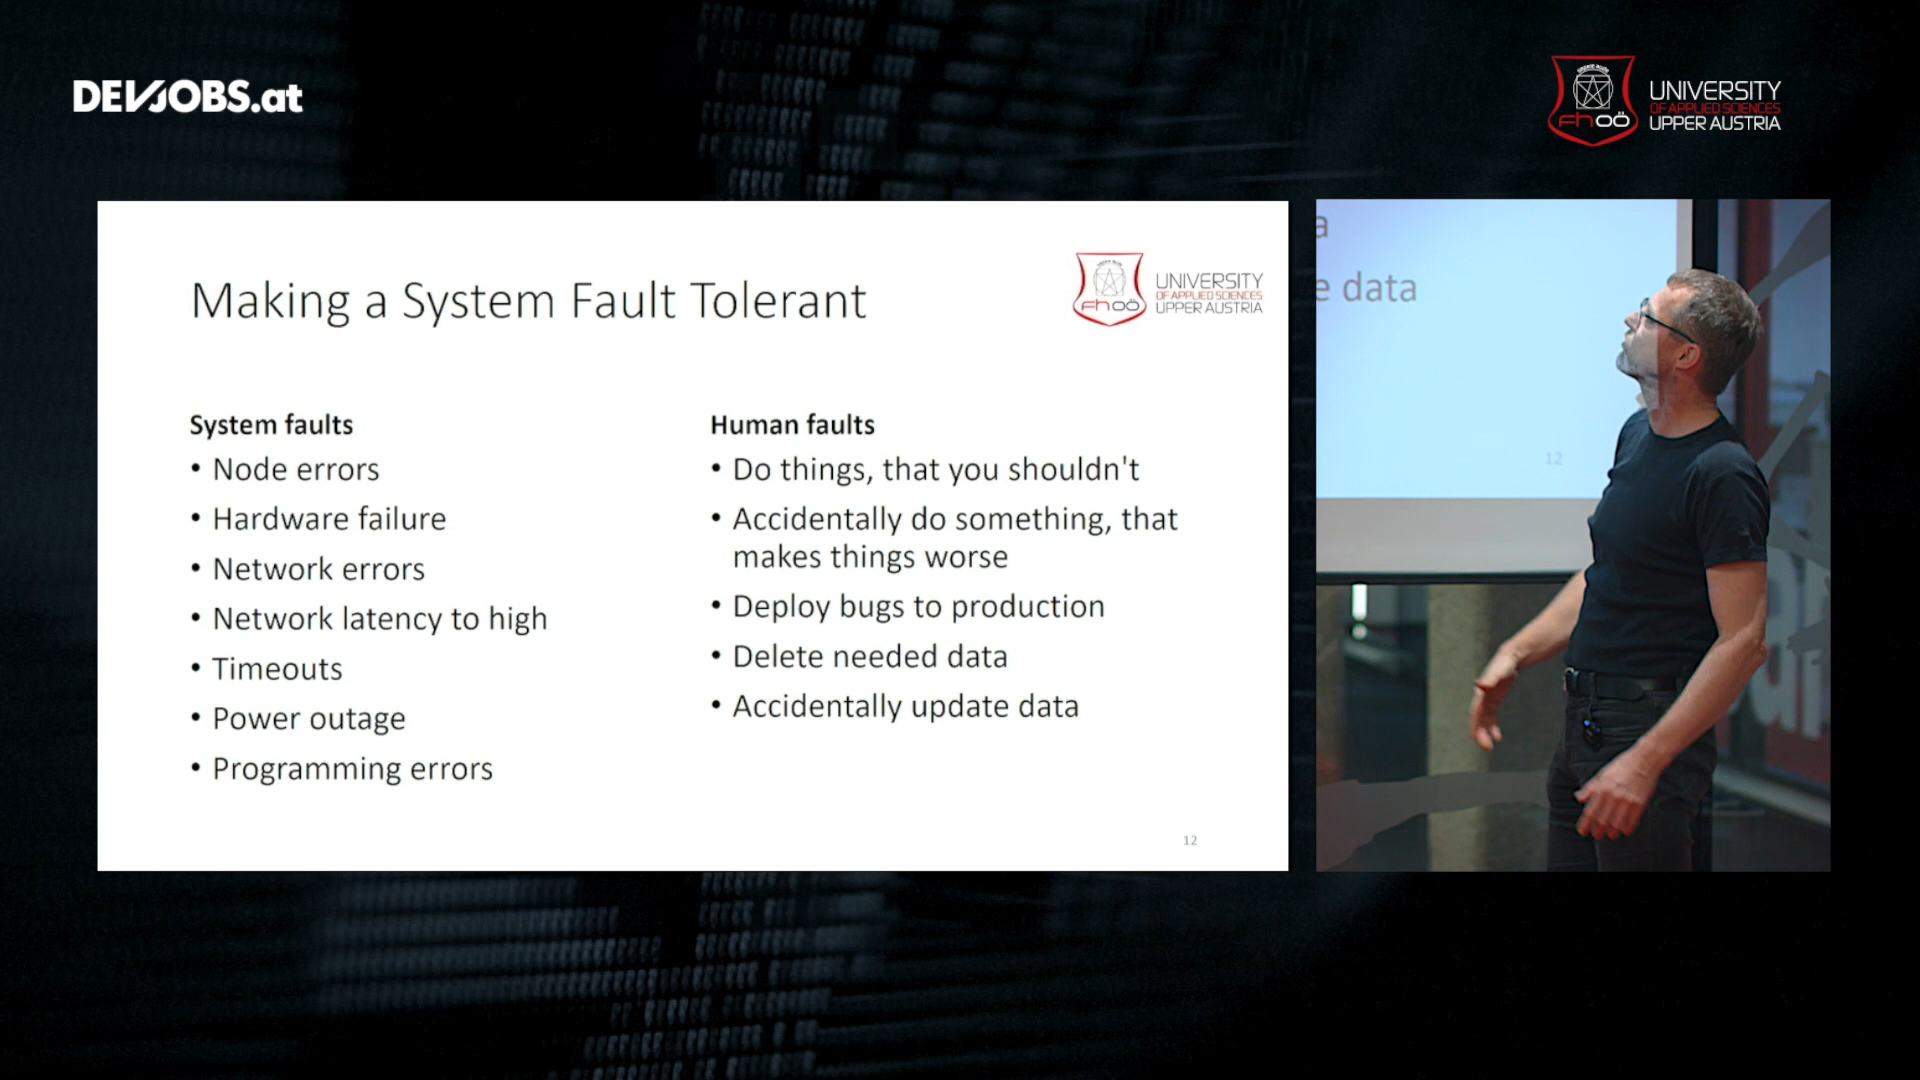 DEVJOBS.at
fhoö
UNIVERSITY
OF APPLIED SCIENCES
UPPER AUSTRIA
Making a System Fault Tolerant
fhoö
UNIVERSITY
OF APPLIED SCIENCES
UPPER AUSTRIA
System faults
• Node errors
• Hardware failure
• Network errors
• Network latency to high
• Timeouts
• Power outage
• Programming errors
Human faults
• Do things, that you shouldn't
• Accidentally do something, that
makes things worse
• Deploy bugs to production
• Delete needed data
• Accidentally update data
12
a
e data
12